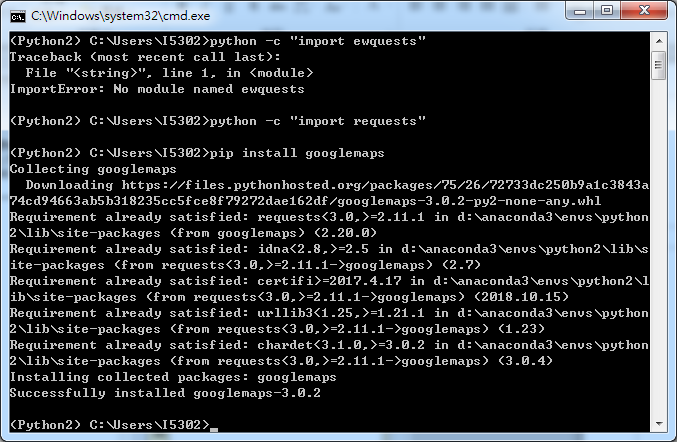 C:\Windows\system32\cmd.exe
(Python2) C:\Users\I5302>python -c "import ewquests"
Traceback (most recent call last):
  File "<string>", line 1, in <module>
ImportError: No module named ewquests
(Python2) C:\Users\I5302>python -c "import requests"
(Python2) C:\Users\I5302>pip install googlemaps
Collecting googlemaps
  Downloading https://files.pythonhosted.org/packages/75/26/72733dc250b9a1c3843a
74cd94663ab5b318235cc5fce8f79272dae162df/googlemaps-3.0.2-py2-none-any.whl
Requirement already satisfied: requests<3.0,>=2.11.1 in d:\anaconda3\envs\python
2\lib\site-packages (from googlemaps) (2.20.0)
Requirement already satisfied: idna<2.8,>=2.5 in d:\anaconda3\envs\python2\lib\s
ite-packages (from requests<3.0,>=2.11.1->googlemaps) (2.7)
Requirement already satisfied: certifi>=2017.4.17 in d:\anaconda3\envs\python2\l
ib\site-packages (from requests<3.0,>=2.11.1->googlemaps) (2018.10.15)
Requirement already satisfied: urllib3<1.25,>=1.21.1 in d:\anaconda3\envs\python
2\lib\site-packages (from requests<3.0,>=2.11.1->googlemaps) (1.23)
Requirement already satisfied: chardet<3.1.0,>=3.0.2 in d:\anaconda3\envs\python
2\lib\site-packages (from requests<3.0,>=2.11.1->googlemaps) (3.0.4)
Installing collected packages: googlemaps
Successfully installed googlemaps-3.0.2
(Python2) C:\Users\I5302>